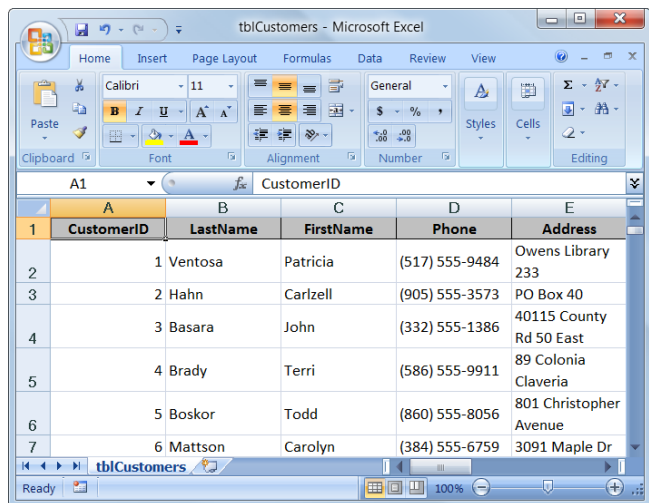 tblCustomers - Microsoft Excel
Home Insert Page Layout Formulas Data Review View
Paste
Calibri 11
B I U A A
A
General
$ % ,
.0 .00 .00 .0
Styles
Cells
Σ
Clipboard Font Alignment Number Editing
A1 fx CustomerID
A B C D E
1 CustomerID LastName FirstName Phone Address
2 1 Ventosa Patricia (517) 555-9484 Owens Library
233
3 2 Hahn Carlzell (905) 555-3573 PO Box 40
4 3 Basara John (332) 555-1386 40115 County
Rd 50 East
5 4 Brady Terri (586) 555-9911 89 Colonia
Claveria
6 5 Boskor Todd (860) 555-8056 801 Christopher
Avenue
7 6 Mattson Carolyn (384) 555-6759 3091 Maple Dr
tblCustomers
Ready 100%